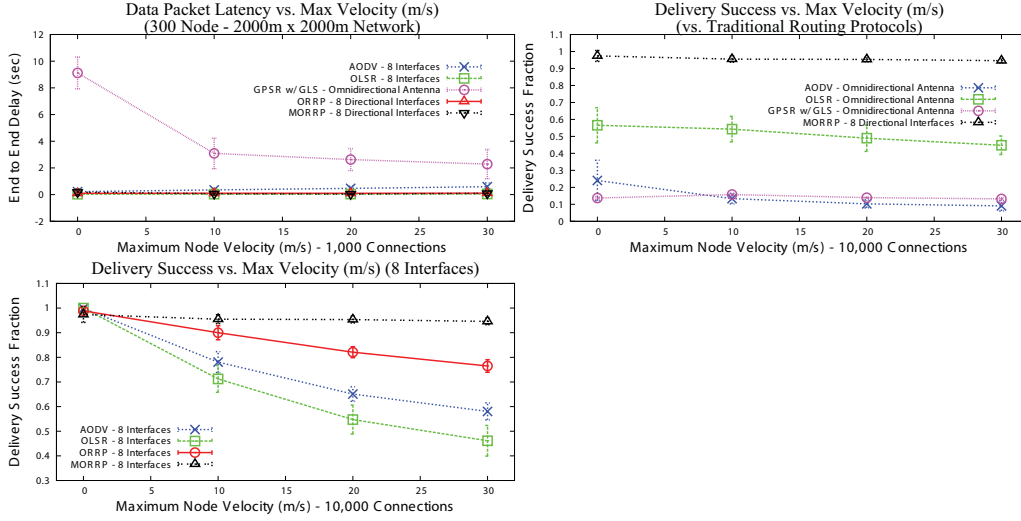 Data Packet Latency vs. Max Velocity (m/s)
(300 Node - 2000m x 2000m Network)
End to End Delay (sec)
12
10
8
6
4
2
0
-2
AODV - 8 Interfaces
OLSR - 8 Interfaces
GPSR w/GLS - Omnidirectional Antenna
ORRP - 8 Directional Interfaces
MORRP - 8 Directional Interfaces
0 5 10 15 20 25 30
Maximum Node Velocity (m/s) - 1,000 Connections
Delivery Success vs. Max Velocity (m/s)
(vs. Traditional Routing Protocols)
Delivery Success Fraction
1.1
1
0.9
0.8
0.7
0.6
0.5
0.4
0.3
0.2
0.1
0
AODV - Omnidirectional Antenna
OLSR - Omnidirectional Antenna
GPSR w/GLS - Omnidirectional Antenna
MORRP - 8 Directional Interfaces
0 5 10 15 20 25 30
Maximum Node Velocity (m/s) - 10,000 Connections
Delivery Success vs. Max Velocity (m/s) (8 Interfaces)
Delivery Success Fraction
1.1
1
0.9
0.8
0.7
0.6
0.5
0.4
0.3
AODV - 8 Interfaces
OLSR - 8 Interfaces
ORRP - 8 Interfaces
MORRP - 8 Interfaces
0 5 10 15 20 25 30
Maximum Node Velocity (m/s) - 10,000 Connections